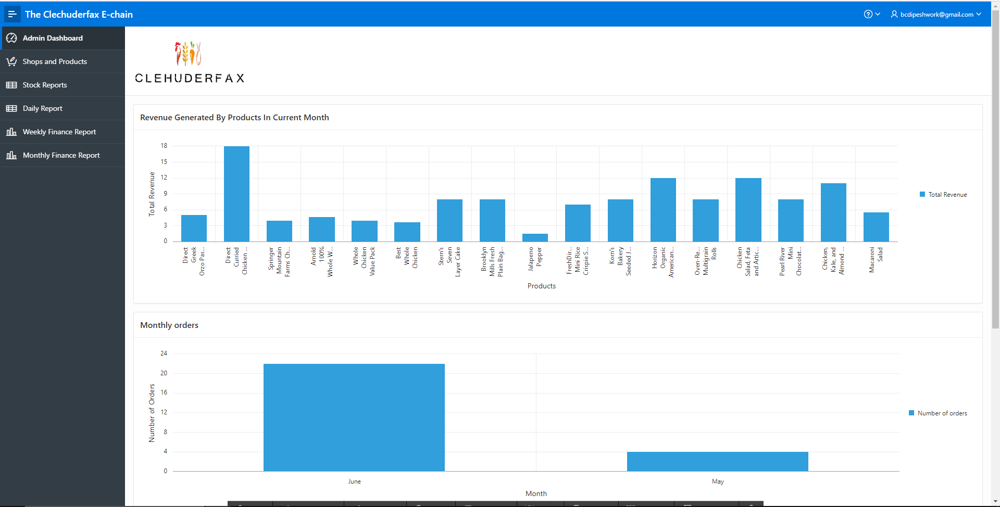 The Clechuderfax E-chain
bcdipeshwork@gmail.com
Admin Dashboard
Shops and Products
Stock Reports
Daily Report
Weekly Finance Report
Monthly Finance Report
CLEHUDERFAX
Revenue Generated By Products In Current Month
18
15
12
9
6
3
0
Total Revenue
Direct
Greek
Orzo Pas...
Direct
Curried
Chicken ...
Springer
Mountain
Farms Ch...
Arnold
100%
Whole W...
Whole
Chicken
Value Pack
Best
Whole
Chicken
Stern's
Seven
Layer Cake
Brooklyn
Mills Fresh
Plain Bag...
Jalapeno
Pepper
FreshDir...
Mini Rice
Crispie S...
Korn's
Bakery
Seeded J...
Horizon
Organic
American...
Oven-Re...
Multigrain
Rolls
Chicken
Salad, Feta
and Artic...
Pearl River
Mini
Chocolat...
Chicken,
Kale, and
Almond ...
Macaroni
Salad
Products
Total Revenue
Monthly orders
24
20
16
12
8
4
0
Number of Orders
June
May
Month
Number of orders